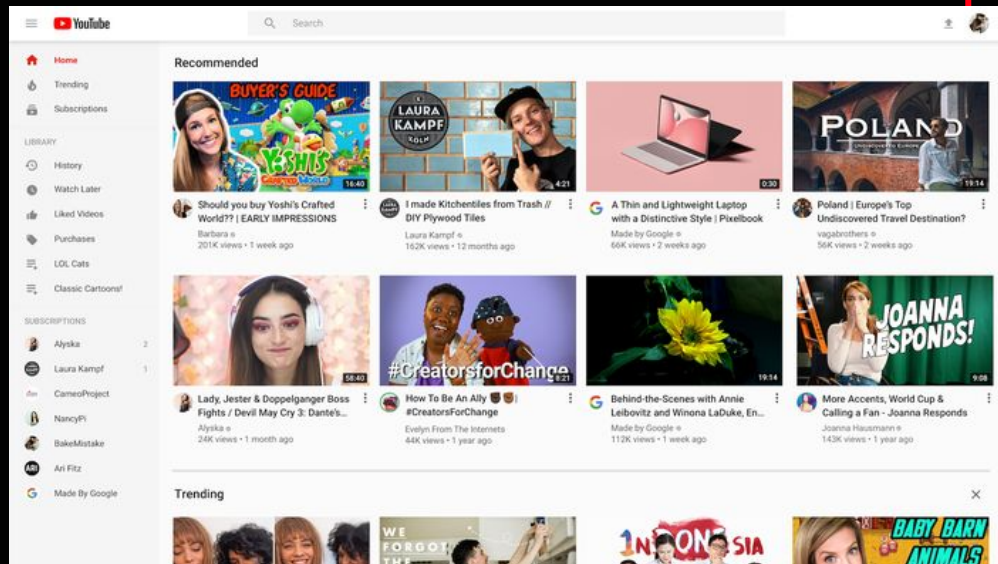 YouTube
Search
Home
Trending
Subscriptions
LIBRARY
History
Watch Later
Liked Videos
Purchases
LOL Cats
Classic Cartoons!
SUBSCRIPTIONS
Alyska 2
Laura Kampf 1
CameoProject
NancyPi
BakeMistake
ARI
Ari Fitz
Made By Google
Recommended
BUYER'S GUIDE
YOSHI'S
CRAFTED WORLD
16:40
Should you buy Yoshi's Crafted
World?? | EARLY IMPRESSIONS
Barbara
201K views • 1 week ago
LAURA
KAMPF
KÖLN
4:21
I made Kitchentiles from Trash //
DIY Plywood Tiles
Laura Kampf
162K views • 12 months ago
0:30
A Thin and Lightweight Laptop
with a Distinctive Style | Pixelbook
Made by Google
66K views • 2 weeks ago
POLAND
UNDISCOVERED EUROPE
19:14
Poland | Europe's Top
Undiscovered Travel Destination?
vagabrothers
56K views • 2 weeks ago
58:40
Lady, Jester & Doppelganger Boss
Fights / Devil May Cry 3: Dante's...
Alyska
24K views • 1 month ago
#CreatorsforChange
8:21
How To Be An Ally ✊🏿✊🏾|
#CreatorsForChange
Evelyn From The Internets
44K views • 1 year ago
19:14
Behind-the-Scenes with Annie
Leibovitz and Winona LaDuke, En...
Made by Google
112K views • 1 week ago
JOANNA
RESPONDS!
9:08
More Accents, World Cup &
Calling a Fan - Joanna Responds
Joanna Hausmann
143K views • 1 year ago
Trending
WE
FORGOT
THE
1NDONESIA
BABY BARN
ANIMALS